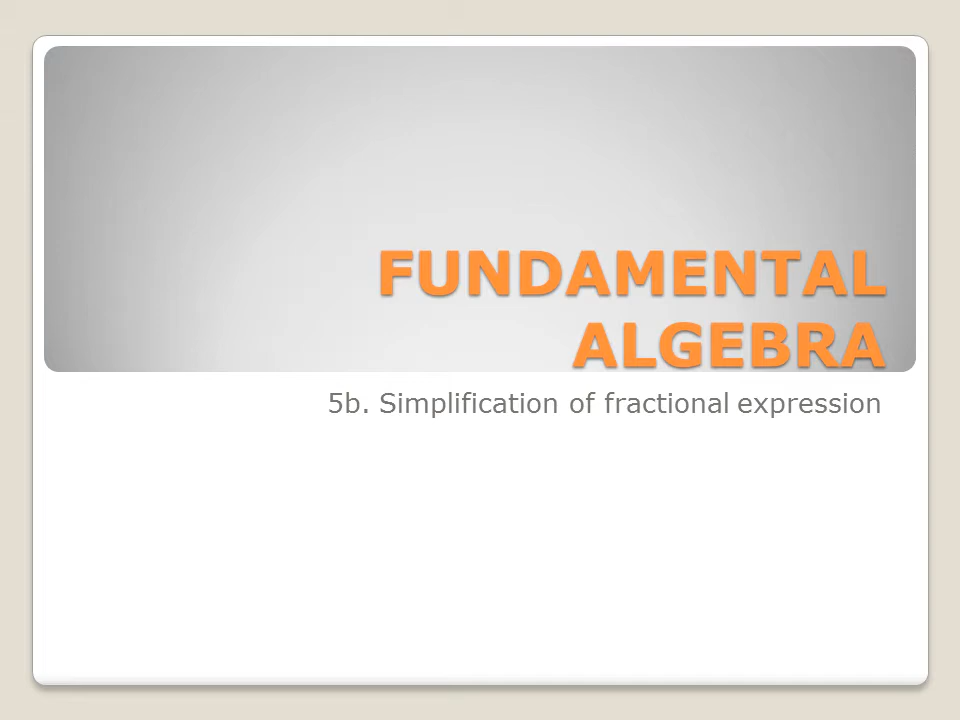 FUNDAMENTAL
ALGEBRA
5b. Simplification of fractional expression